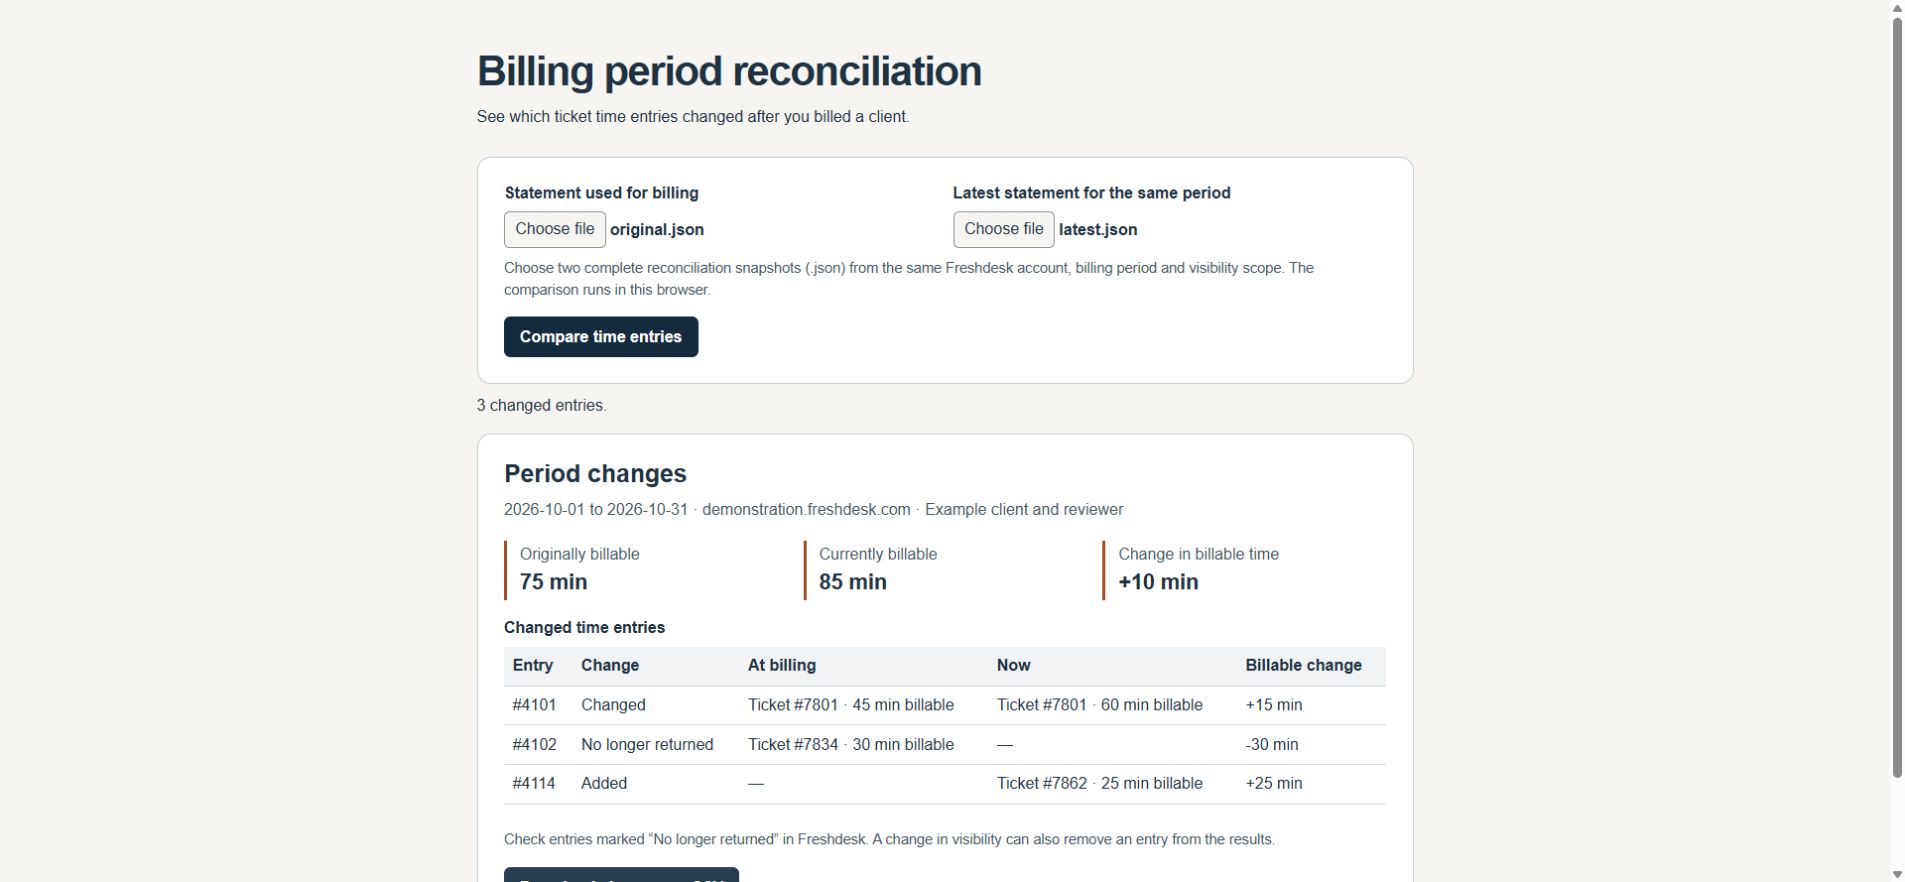 Billing period reconciliation
See which ticket time entries changed after you billed a client.
Statement used for billing
Choose file original.json
Latest statement for the same period
Choose file latest.json
Choose two complete reconciliation snapshots (.json) from the same Freshdesk account, billing period and visibility scope. The
comparison runs in this browser.
Compare time entries
3 changed entries.
Period changes
2026-10-01 to 2026-10-31 · demonstration.freshdesk.com · Example client and reviewer
Originally billable
75 min
Currently billable
85 min
Change in billable time
+10 min
Changed time entries
Entry Change At billing Now Billable change
#4101 Changed Ticket #7801 · 45 min billable Ticket #7801 · 60 min billable +15 min
#4102 No longer returned Ticket #7834 · 30 min billable — -30 min
#4114 Added — Ticket #7862 · 25 min billable +25 min
Check entries marked “No longer returned” in Freshdesk. A change in visibility can also remove an entry from the results.